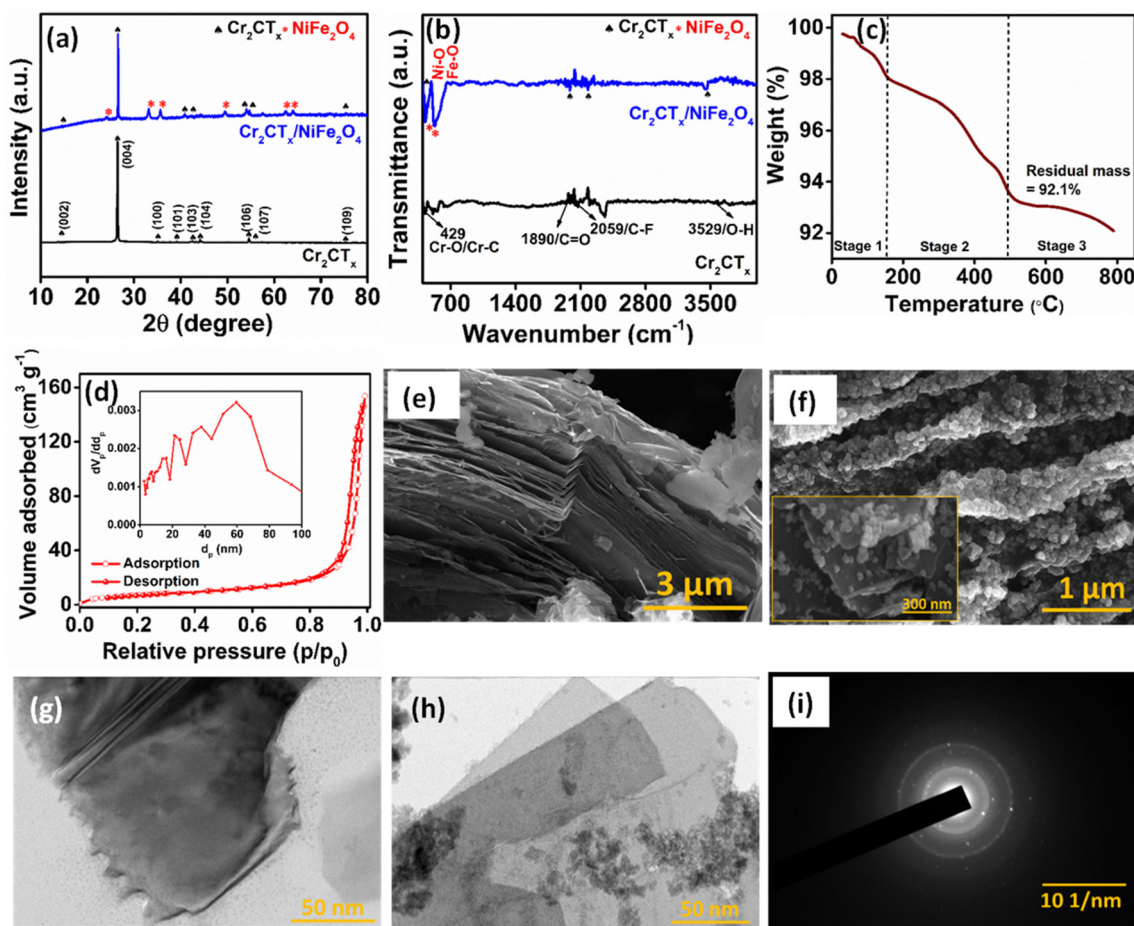 (a)
♠ Cr₂CTₓ * NiFe₂O₄
Cr₂CTₓ/NiFe₂O₄
(004)
(002)
(100)
(101)
(103)
(104)
(106)
(107)
(109)
Cr₂CTₓ
10 20 30 40 50 60 70 80
2θ (degree)
Intensity (a.u.)
(b)
♠ Cr₂CTₓ * NiFe₂O₄
Ni-O
Fe-O
Cr₂CTₓ/NiFe₂O₄
429
Cr-O/Cr-C
1890/C=O
2059/C-F
3529/O-H
Cr₂CTₓ
700 1400 2100 2800 3500
Wavenumber (cm⁻¹)
Transmittance (a.u.)
(c)
100
98
96
94
92
Weight (%)
Residual mass
= 92.1%
Stage 1
Stage 2
Stage 3
0 200 400 600 800
Temperature (°C)
(d)
160
120
80
40
0
Volume adsorbed (cm³ g⁻¹)
0.003
0.002
0.001
0.000
dVₚ/ddₚ
0 20 40 60 80 100
dₚ (nm)
Adsorption
Desorption
0.0 0.2 0.4 0.6 0.8 1.0
Relative pressure (p/p₀)
(e)
3 µm
(f)
300 nm
1 µm
(g)
50 nm
(h)
50 nm
(i)
10 1/nm